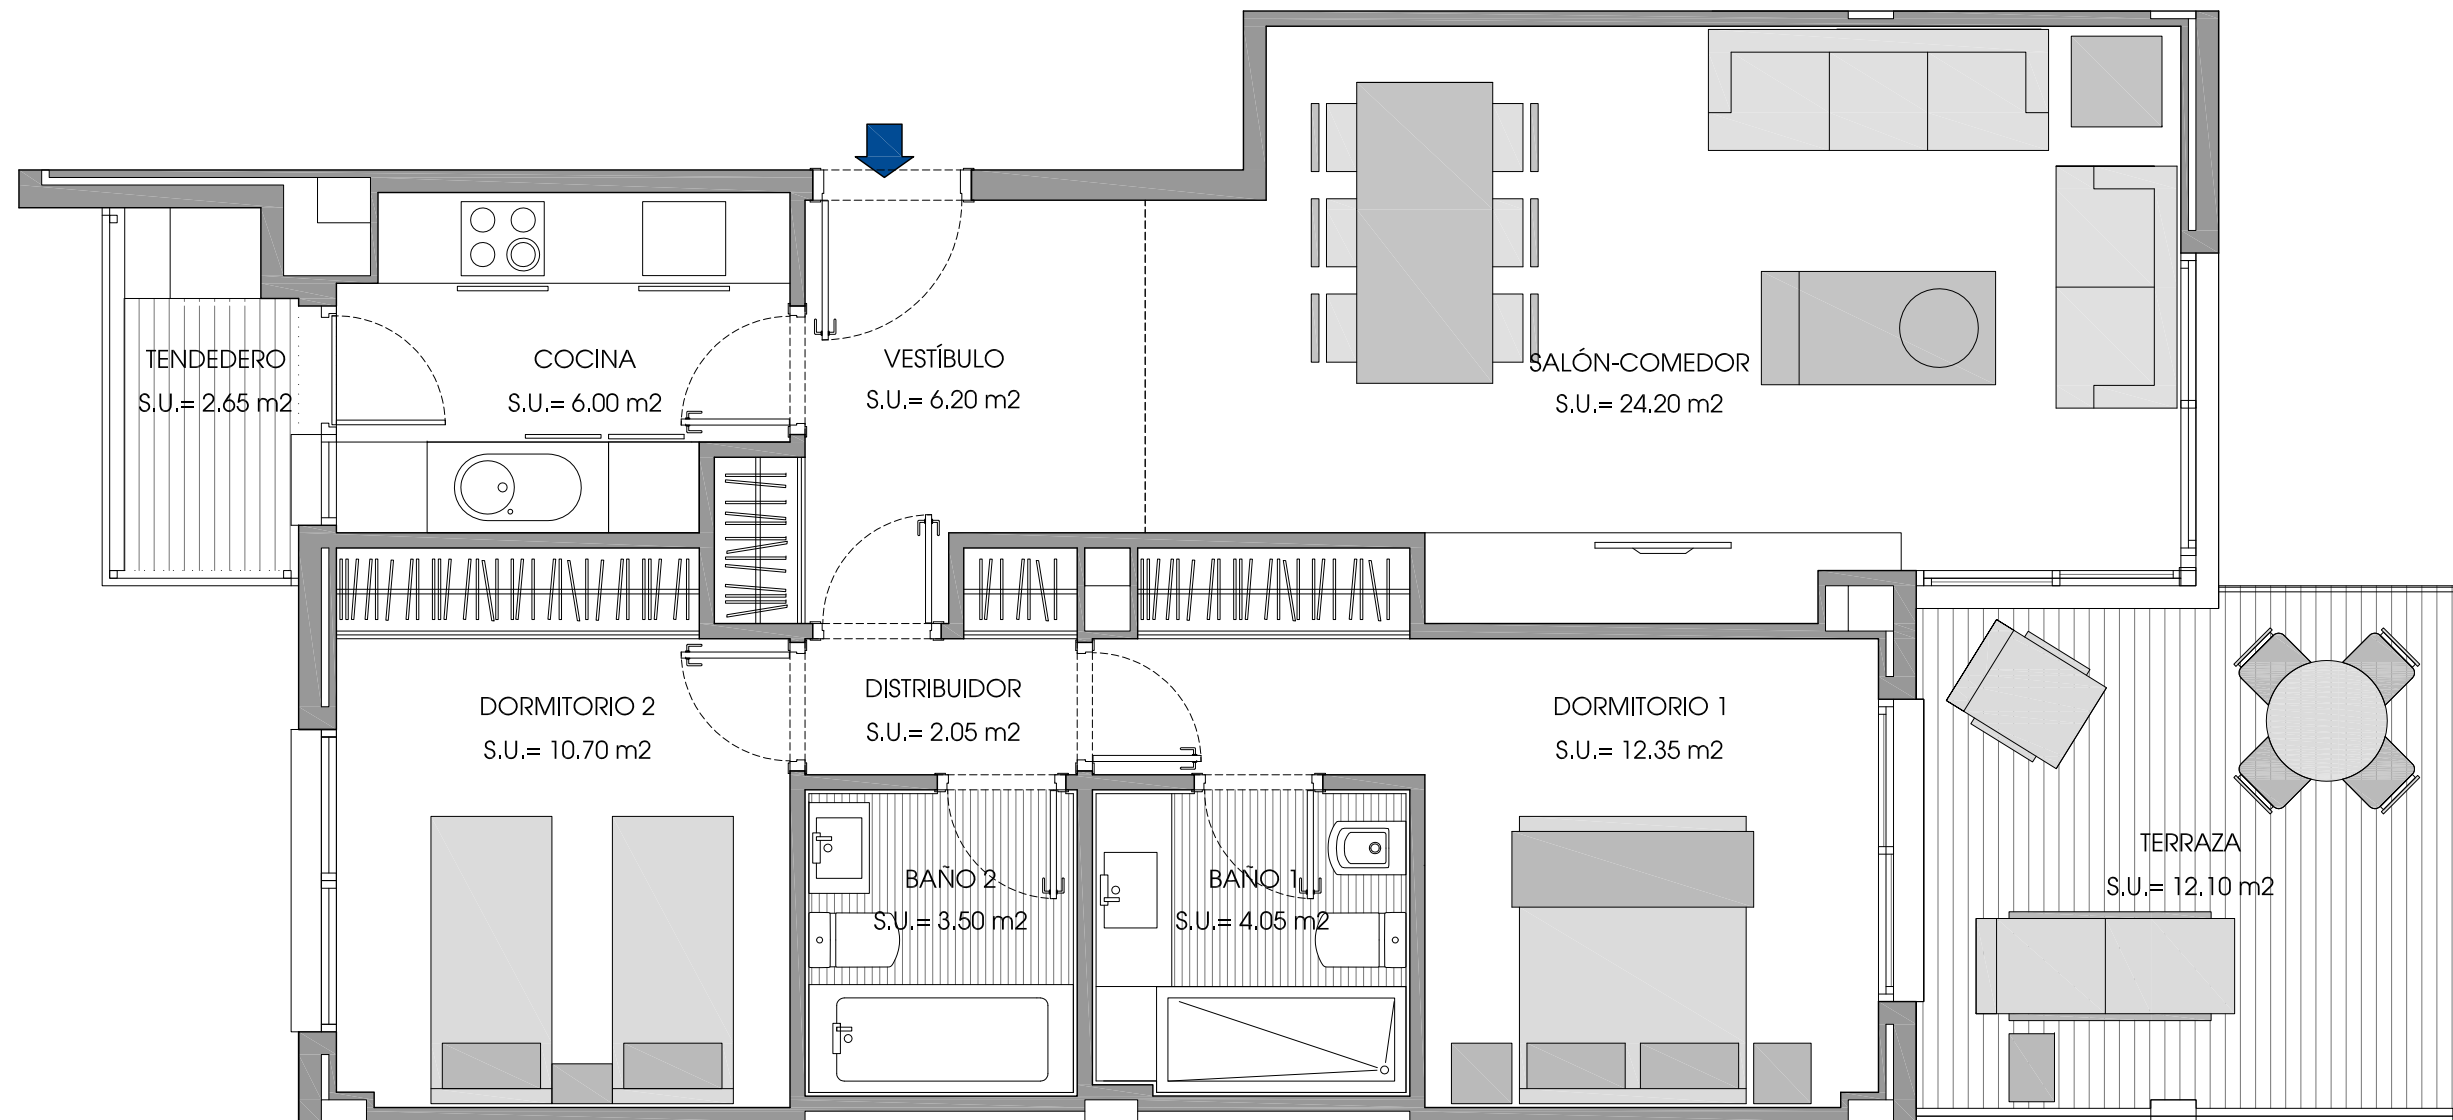 TENDEDERO
S.U.= 2.65 m2
COCINA
S.U.= 6.00 m2
VESTÍBULO
S.U.= 6.20 m2
SALÓN-COMEDOR
S.U.= 24.20 m2
DORMITORIO 2
S.U.= 10.70 m2
DISTRIBUIDOR
S.U.= 2.05 m2
DORMITORIO 1
S.U.= 12.35 m2
BAÑO 2
S.U.= 3.50 m2
BAÑO 1
S.U.= 4.05 m2
TERRAZA
S.U.= 12.10 m2